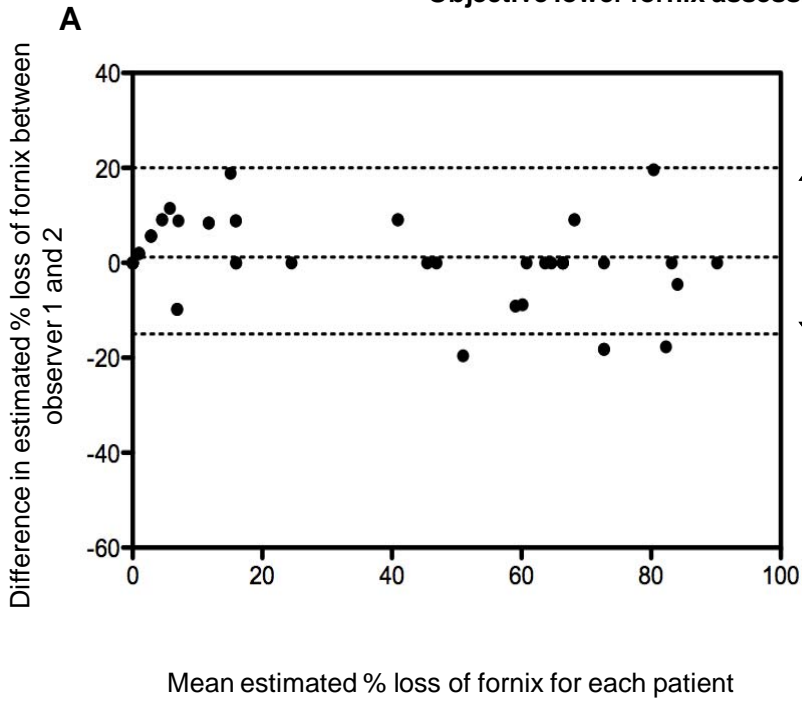 Objective lower fornix assess
A
Difference in estimated % loss of fornix between
observer 1 and 2
40
20
0
-20
-40
-60
0 20 40 60 80 100
Mean estimated % loss of fornix for each patient